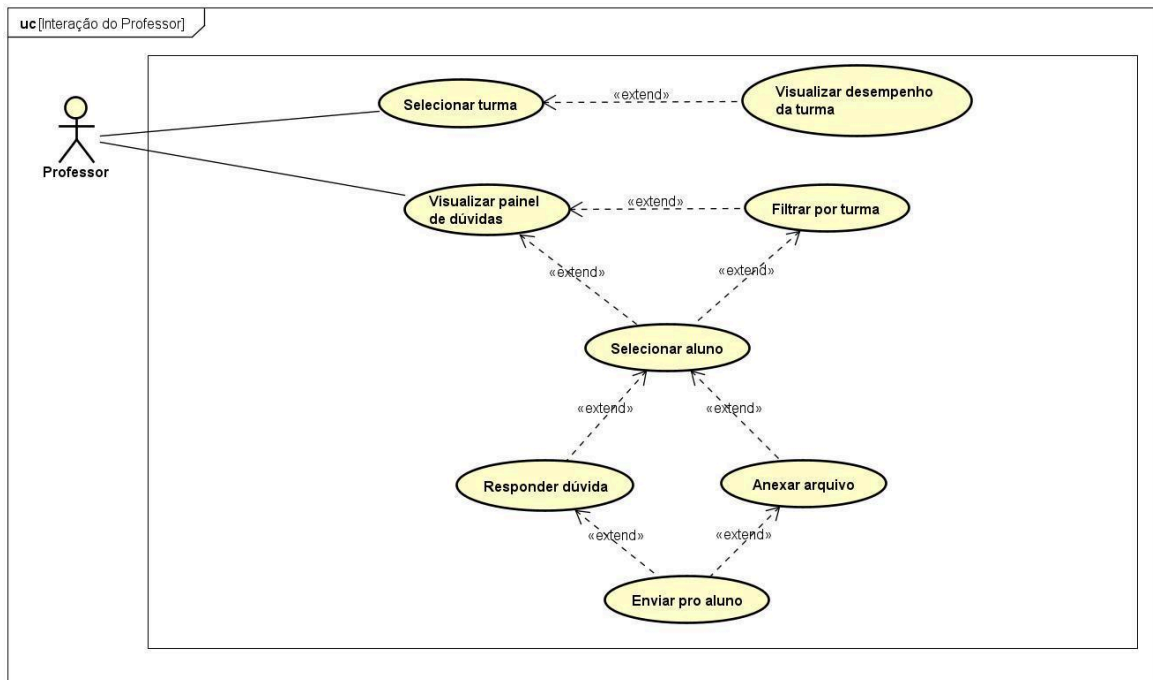 uc [Interação do Professor]
Selecionar turma
«extend»
Visualizar desempenho
da turma
Professor
Visualizar painel
de dúvidas
«extend»
Filtrar por turma
«extend»
«extend»
Selecionar aluno
«extend»
«extend»
Responder dúvida
Anexar arquivo
«extend»
«extend»
Enviar pro aluno